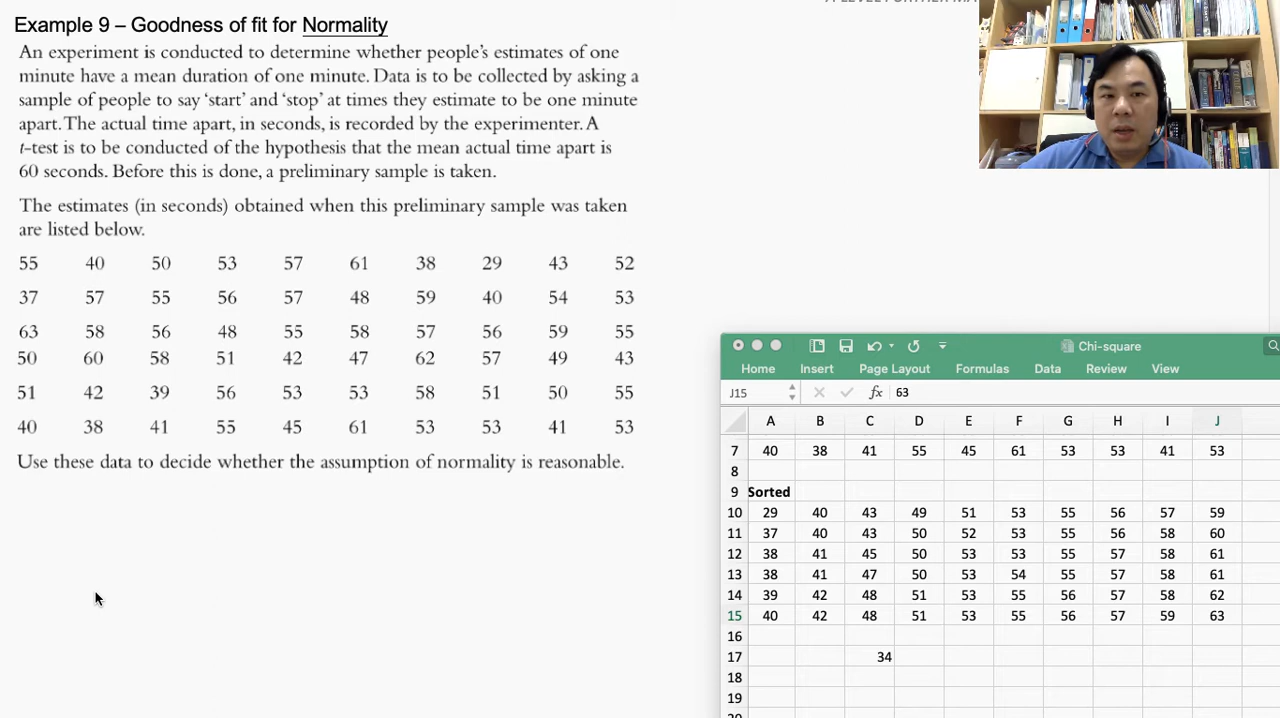 Example 9 – Goodness of fit for Normality
An experiment is conducted to determine whether people's estimates of one
minute have a mean duration of one minute. Data is to be collected by asking a
sample of people to say 'start' and 'stop' at times they estimate to be one minute
apart. The actual time apart, in seconds, is recorded by the experimenter. A
t-test is to be conducted of the hypothesis that the mean actual time apart is
60 seconds. Before this is done, a preliminary sample is taken.
The estimates (in seconds) obtained when this preliminary sample was taken
are listed below.
55 40 50 53 57 61 38 29 43 52
37 57 55 56 57 48 59 40 54 53
63 58 56 48 55 58 57 56 59 55
50 60 58 51 42 47 62 57 49 43
51 42 39 56 53 53 58 51 50 55
40 38 41 55 45 61 53 53 41 53
Use these data to decide whether the assumption of normality is reasonable.
Chi-square
Home Insert Page Layout Formulas Data Review View
J15 fx 63
A B C D E F G H I J
7 40 38 41 55 45 61 53 53 41 53
8
9 Sorted
10 29 40 43 49 51 53 55 56 57 59
11 37 40 43 50 52 53 55 56 58 60
12 38 41 45 50 53 53 55 57 58 61
13 38 41 47 50 53 54 55 57 58 61
14 39 42 48 51 53 55 56 57 58 62
15 40 42 48 51 53 55 56 57 59 63
16
17 34
18
19